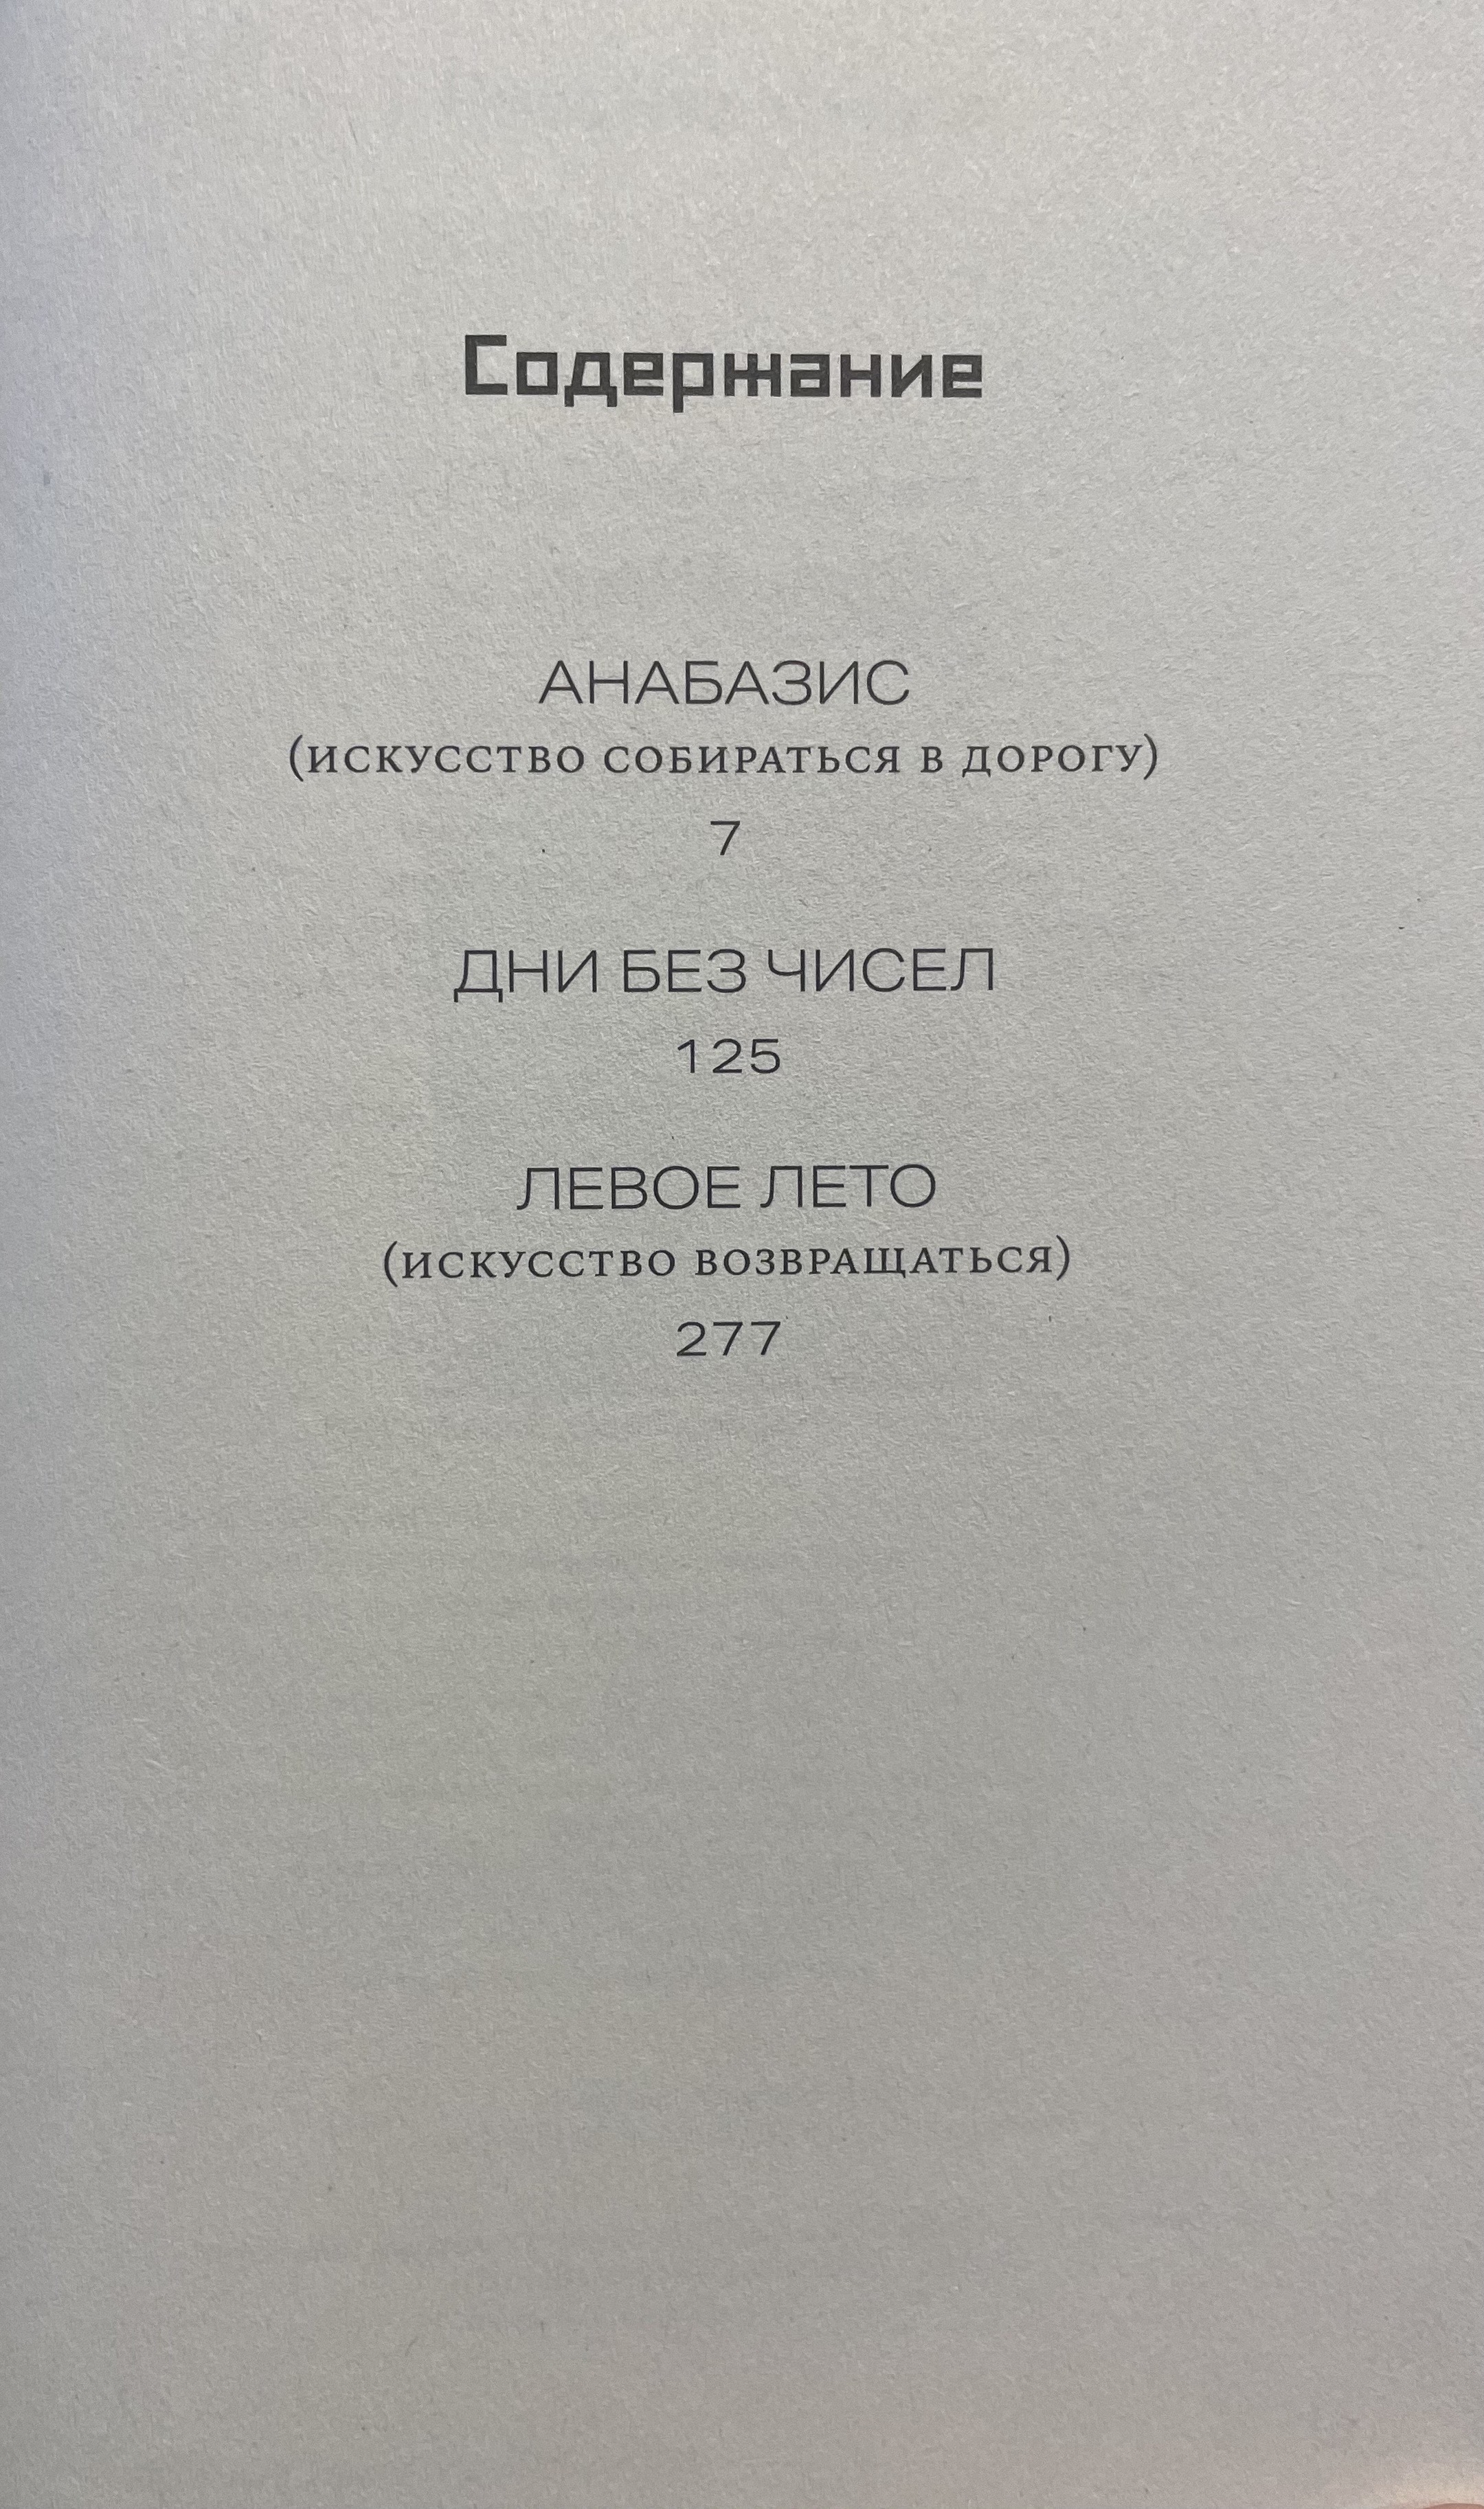 Содержание
АНАБАЗИС
(ИСКУССТВО СОБИРАТЬСЯ В ДОРОГУ)
7
ДНИ БЕЗ ЧИСЕЛ
125
ЛЕВОЕ ЛЕТО
(ИСКУССТВО ВОЗВРАЩАТЬСЯ)
277